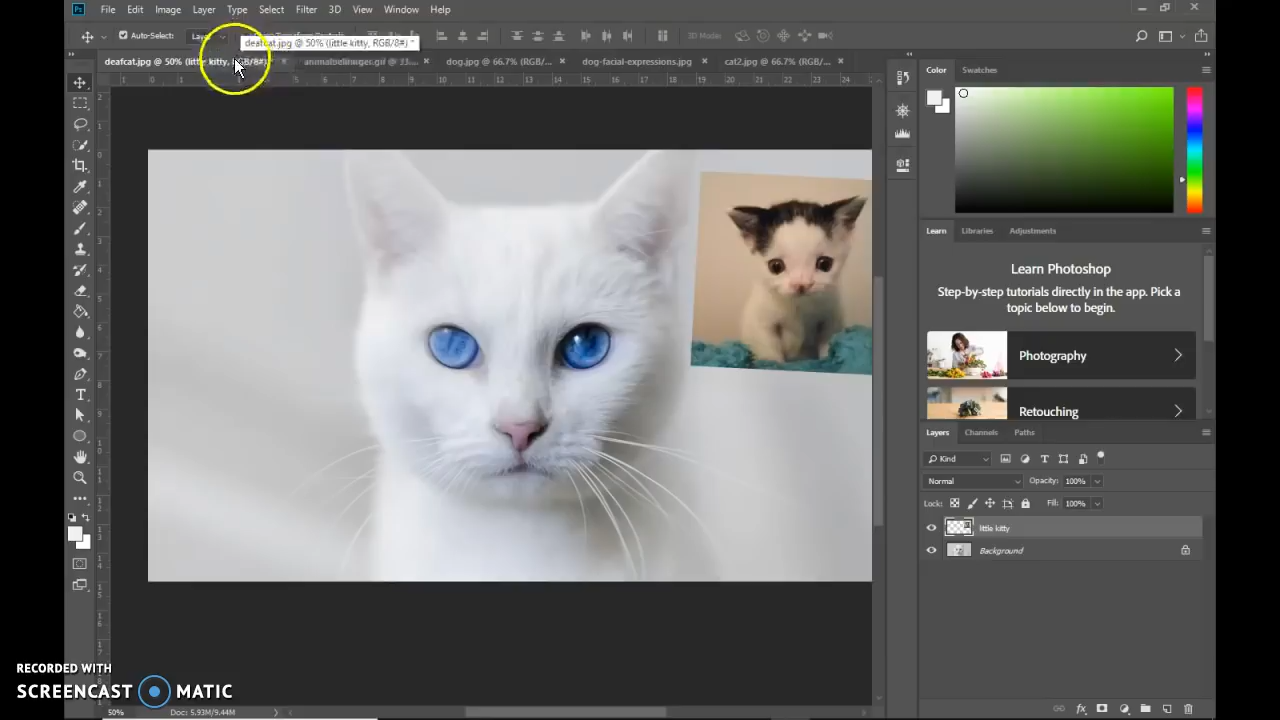 Ps File Edit Image Layer Type Select Filter 3D View Window Help
Auto-Select: 3D Mode:
deafcat.jpg @ 50% (little kitty, RGB/8#) *
deafcat.jpg @ 50% (little kitty, dog.jpg @ 66.7% (RGB/... dog-facial-expressions.jpg cat2.jpg @ 66.7% (RGB/...
Color Swatches
Learn Libraries Adjustments
Learn Photoshop
Step-by-step tutorials directly in the app. Pick a
topic below to begin.
Photography
Retouching
Layers Channels Paths
Kind
Normal Opacity: 100%
Lock: Fill: 100%
little kitty
Background
RECORDED WITH
SCREENCAST MATIC
50% Doc: 5.93M/9.44M